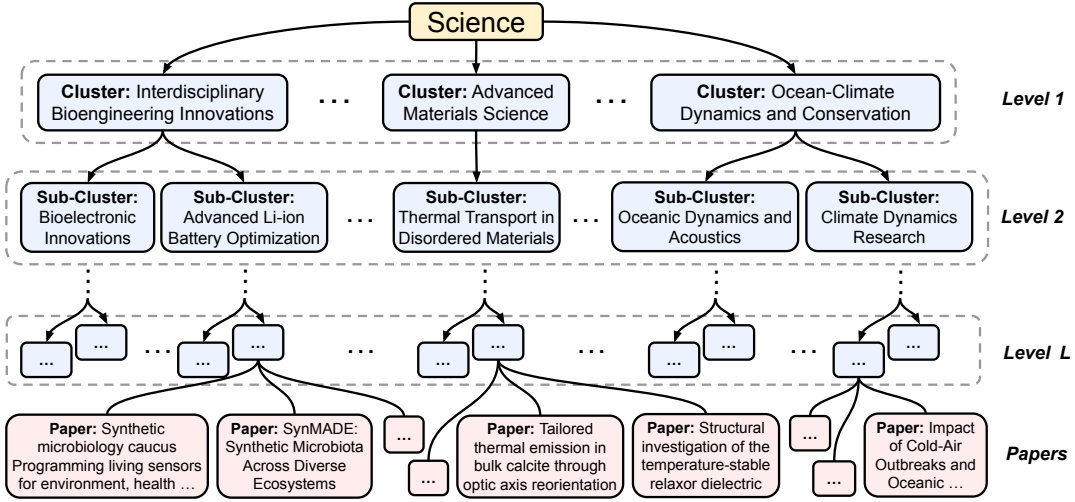 Science
Cluster: Interdisciplinary
Bioengineering Innovations
...
Cluster: Advanced
Materials Science
...
Cluster: Ocean-Climate
Dynamics and Conservation
Level 1
Sub-Cluster:
Bioelectronic
Innovations
Sub-Cluster:
Advanced Li-ion
Battery Optimization
...
Sub-Cluster:
Thermal Transport in
Disordered Materials
...
Sub-Cluster:
Oceanic Dynamics and
Acoustics
Sub-Cluster:
Climate Dynamics
Research
Level 2
...
...
...
...
...
...
...
...
...
...
...
...
...
...
Level L
Paper: Synthetic
microbiology caucus
Programming living sensors
for environment, health ...
Paper: SynMADE:
Synthetic Microbiota
Across Diverse
Ecosystems
...
...
Paper: Tailored
thermal emission in
bulk calcite through
optic axis reorientation
Paper: Structural
investigation of the
temperature-stable
relaxor dielectric
...
...
Paper: Impact
of Cold-Air
Outbreaks and
Oceanic ...
Papers